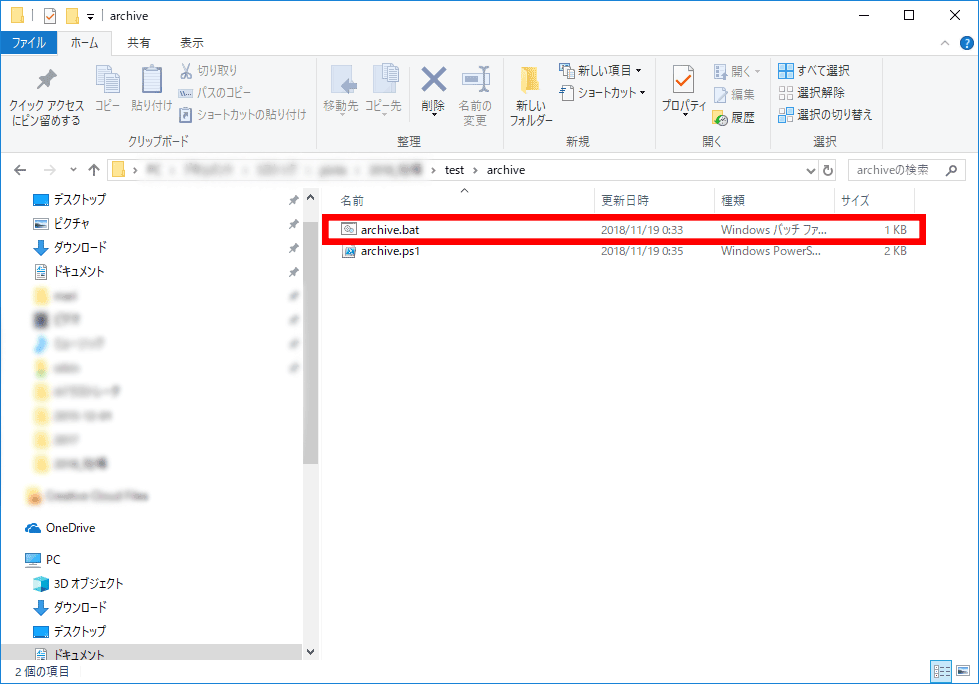 archive
ファイル ホーム 共有 表示
クイック アクセス
にピン留めする
コピー
貼り付け
切り取り
パスのコピー
ショートカットの貼り付け
クリップボード
移動先
コピー先
削除
名前の
変更
整理
新しい
フォルダー
新しい項目
ショートカット
新規
プロパティ
開く
編集
履歴
開く
すべて選択
選択解除
選択の切り替え
選択
test archive
archiveの検索
デスクトップ
ピクチャ
ダウンロード
ドキュメント
Creative Cloud Files
OneDrive
PC
3D オブジェクト
ダウンロード
デスクトップ
ドキュメント
名前 更新日時 種類 サイズ
archive.bat 2018/11/19 0:33 Windows バッチ ファ... 1 KB
archive.ps1 2018/11/19 0:35 Windows PowerS... 2 KB
2 個の項目